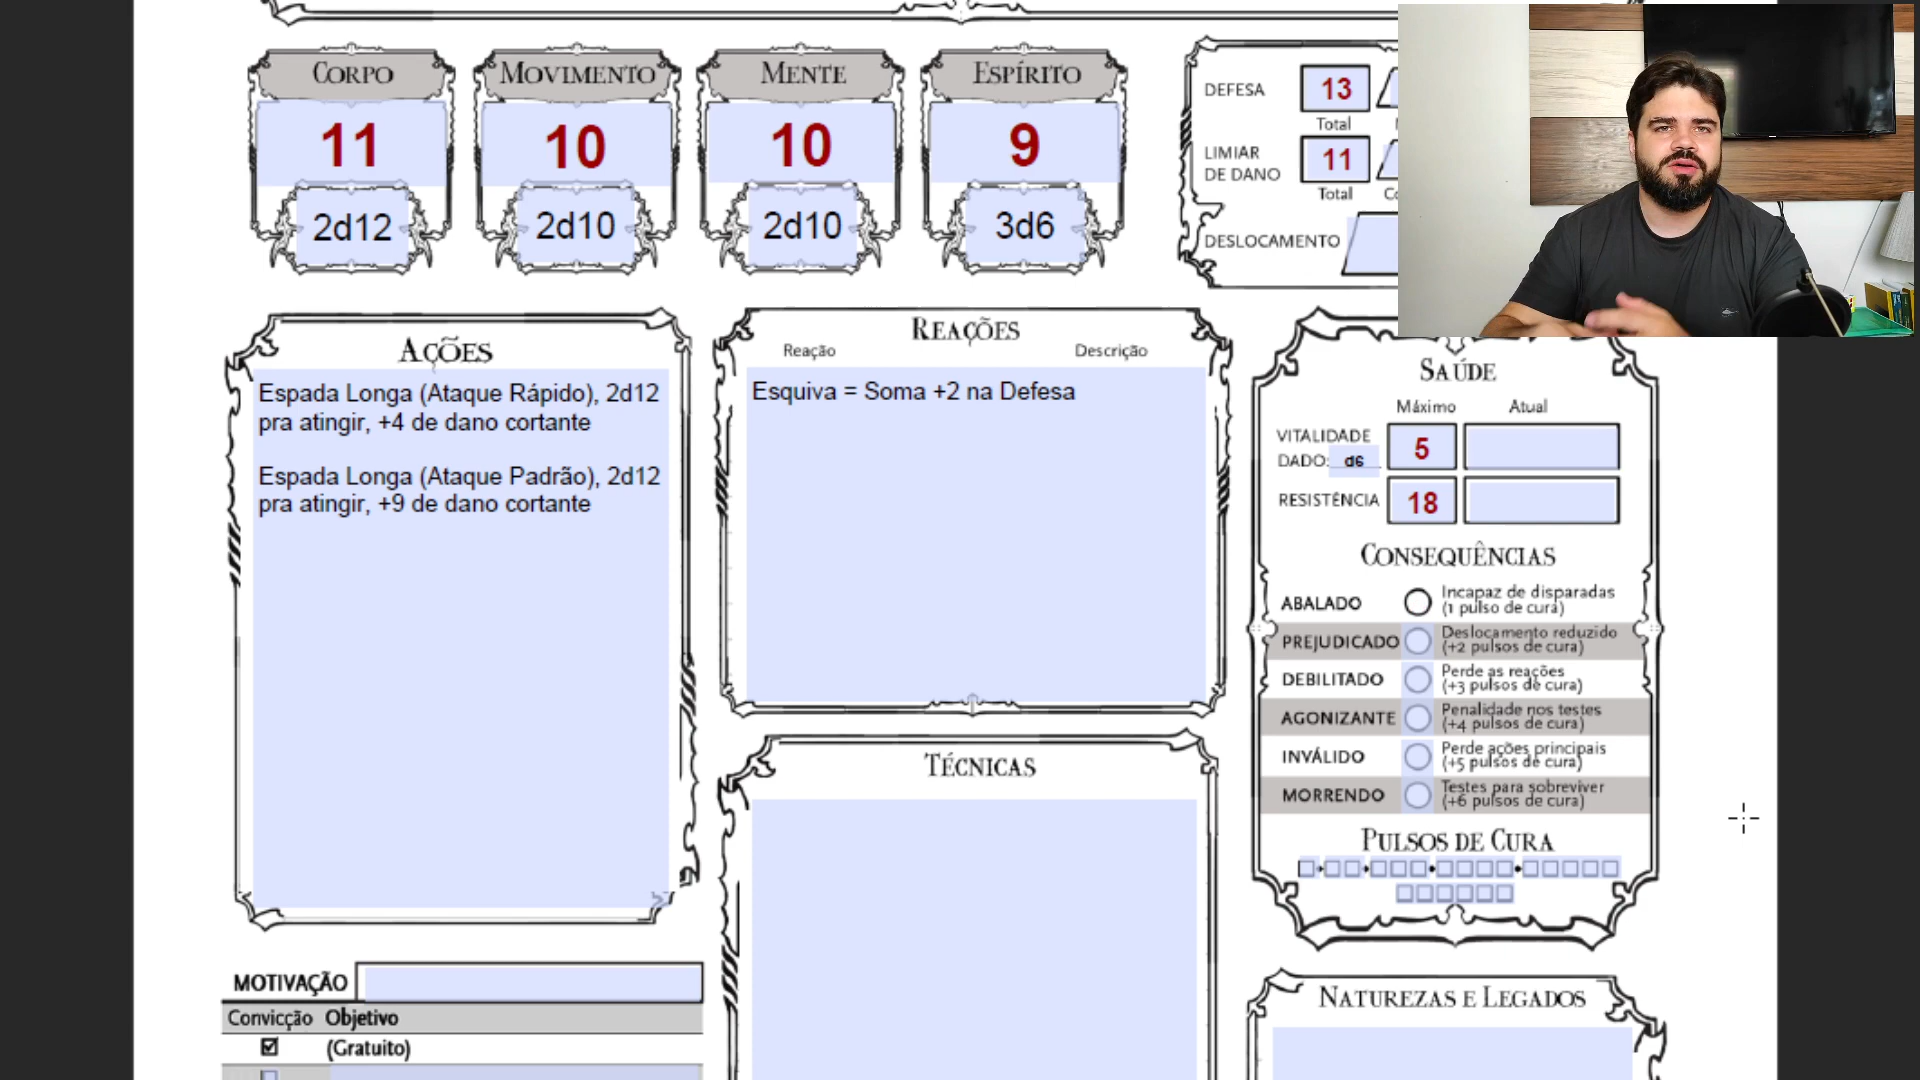 CORPO
MOVIMENTO
MENTE
ESPÍRITO
11
10
10
9
2d12
2d10
2d10
3d6
DEFESA
13
Total
LIMIAR
DE DANO
11
Total
DESLOCAMENTO
AÇÕES
Espada Longa (Ataque Rápido), 2d12
pra atingir, +4 de dano cortante
Espada Longa (Ataque Padrão), 2d12
pra atingir, +9 de dano cortante
REAÇÕES
Reação
Descrição
Esquiva = Soma +2 na Defesa
TÉCNICAS
SAÚDE
Máximo
Atual
VITALIDADE
DADO: d6
5
RESISTÊNCIA
18
CONSEQUÊNCIAS
ABALADO
Incapaz de disparadas
(1 pulso de cura)
PREJUDICADO
Deslocamento reduzido
(+2 pulsos de cura)
DEBILITADO
Perde as reações
(+3 pulsos de cura)
AGONIZANTE
Penalidade nos testes
(+4 pulsos de cura)
INVÁLIDO
Perde ações principais
(+5 pulsos de cura)
MORRENDO
Testes para sobreviver
(+6 pulsos de cura)
PULSOS DE CURA
MOTIVAÇÃO
Convicção Objetivo
(Gratuito)
NATUREZAS E LEGADOS